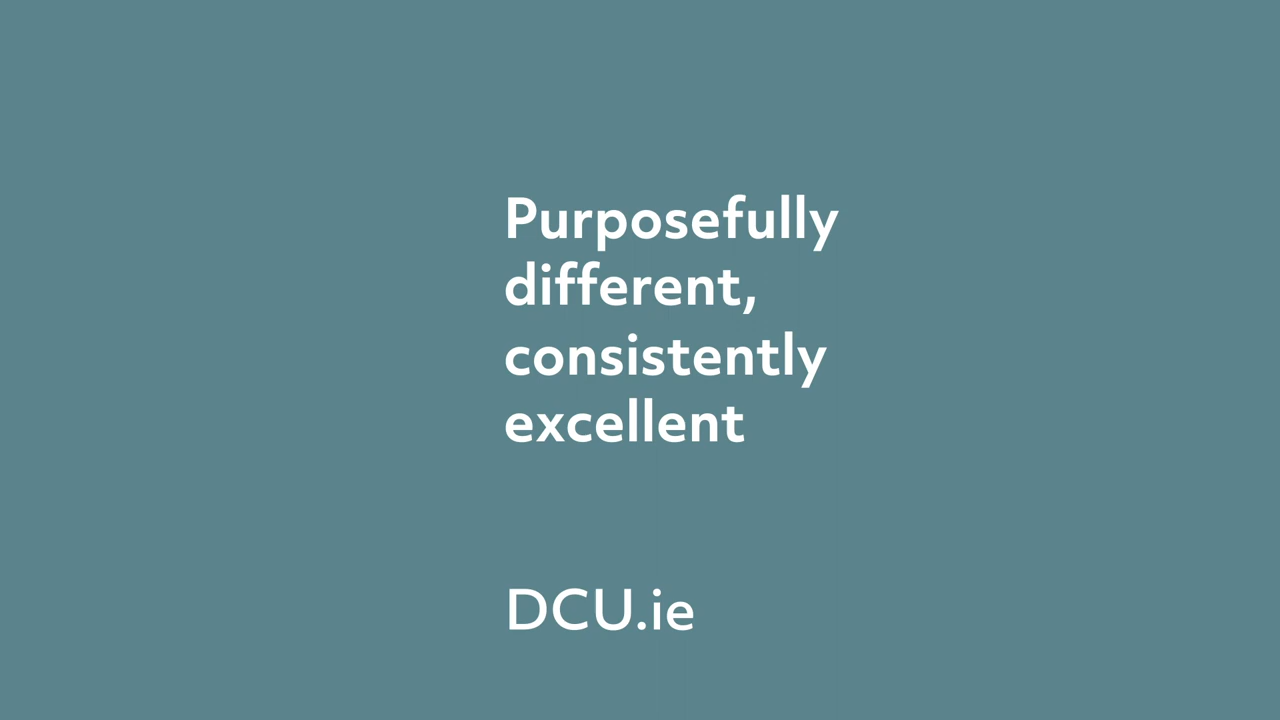 Purposefully
different,
consistently
excellent
DCU.ie